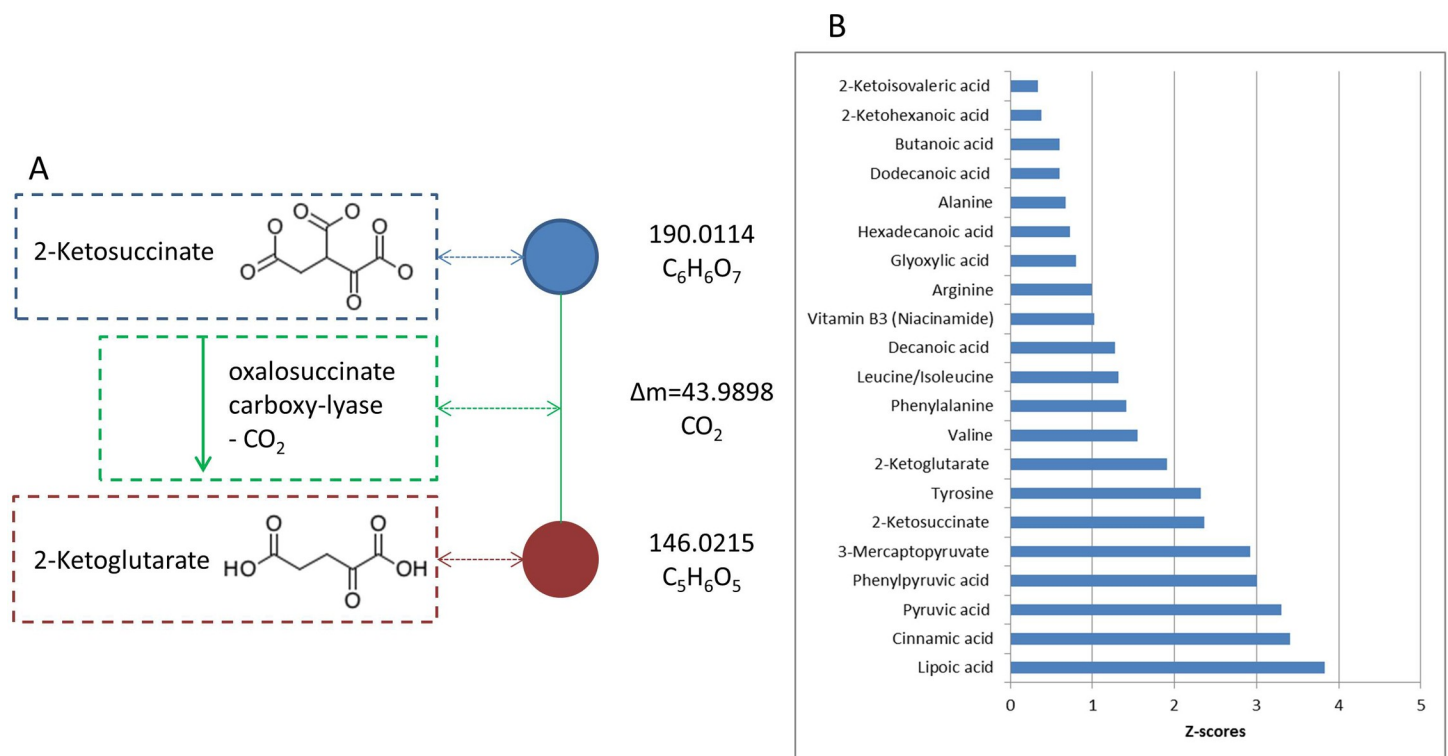 A
2-Ketosuccinate
O
O
O
O
O
O
O
190.0114
C₆H₆O₇
oxalosuccinate
carboxy-lyase
- CO₂
Δm=43.9898
CO₂
2-Ketoglutarate
O
O
HO
OH
O
146.0215
C₅H₆O₅
B
2-Ketoisovaleric acid
2-Ketohexanoic acid
Butanoic acid
Dodecanoic acid
Alanine
Hexadecanoic acid
Glyoxylic acid
Arginine
Vitamin B3 (Niacinamide)
Decanoic acid
Leucine/Isoleucine
Phenylalanine
Valine
2-Ketoglutarate
Tyrosine
2-Ketosuccinate
3-Mercaptopyruvate
Phenylpyruvic acid
Pyruvic acid
Cinnamic acid
Lipoic acid
0 1 2 3 4 5
Z-scores